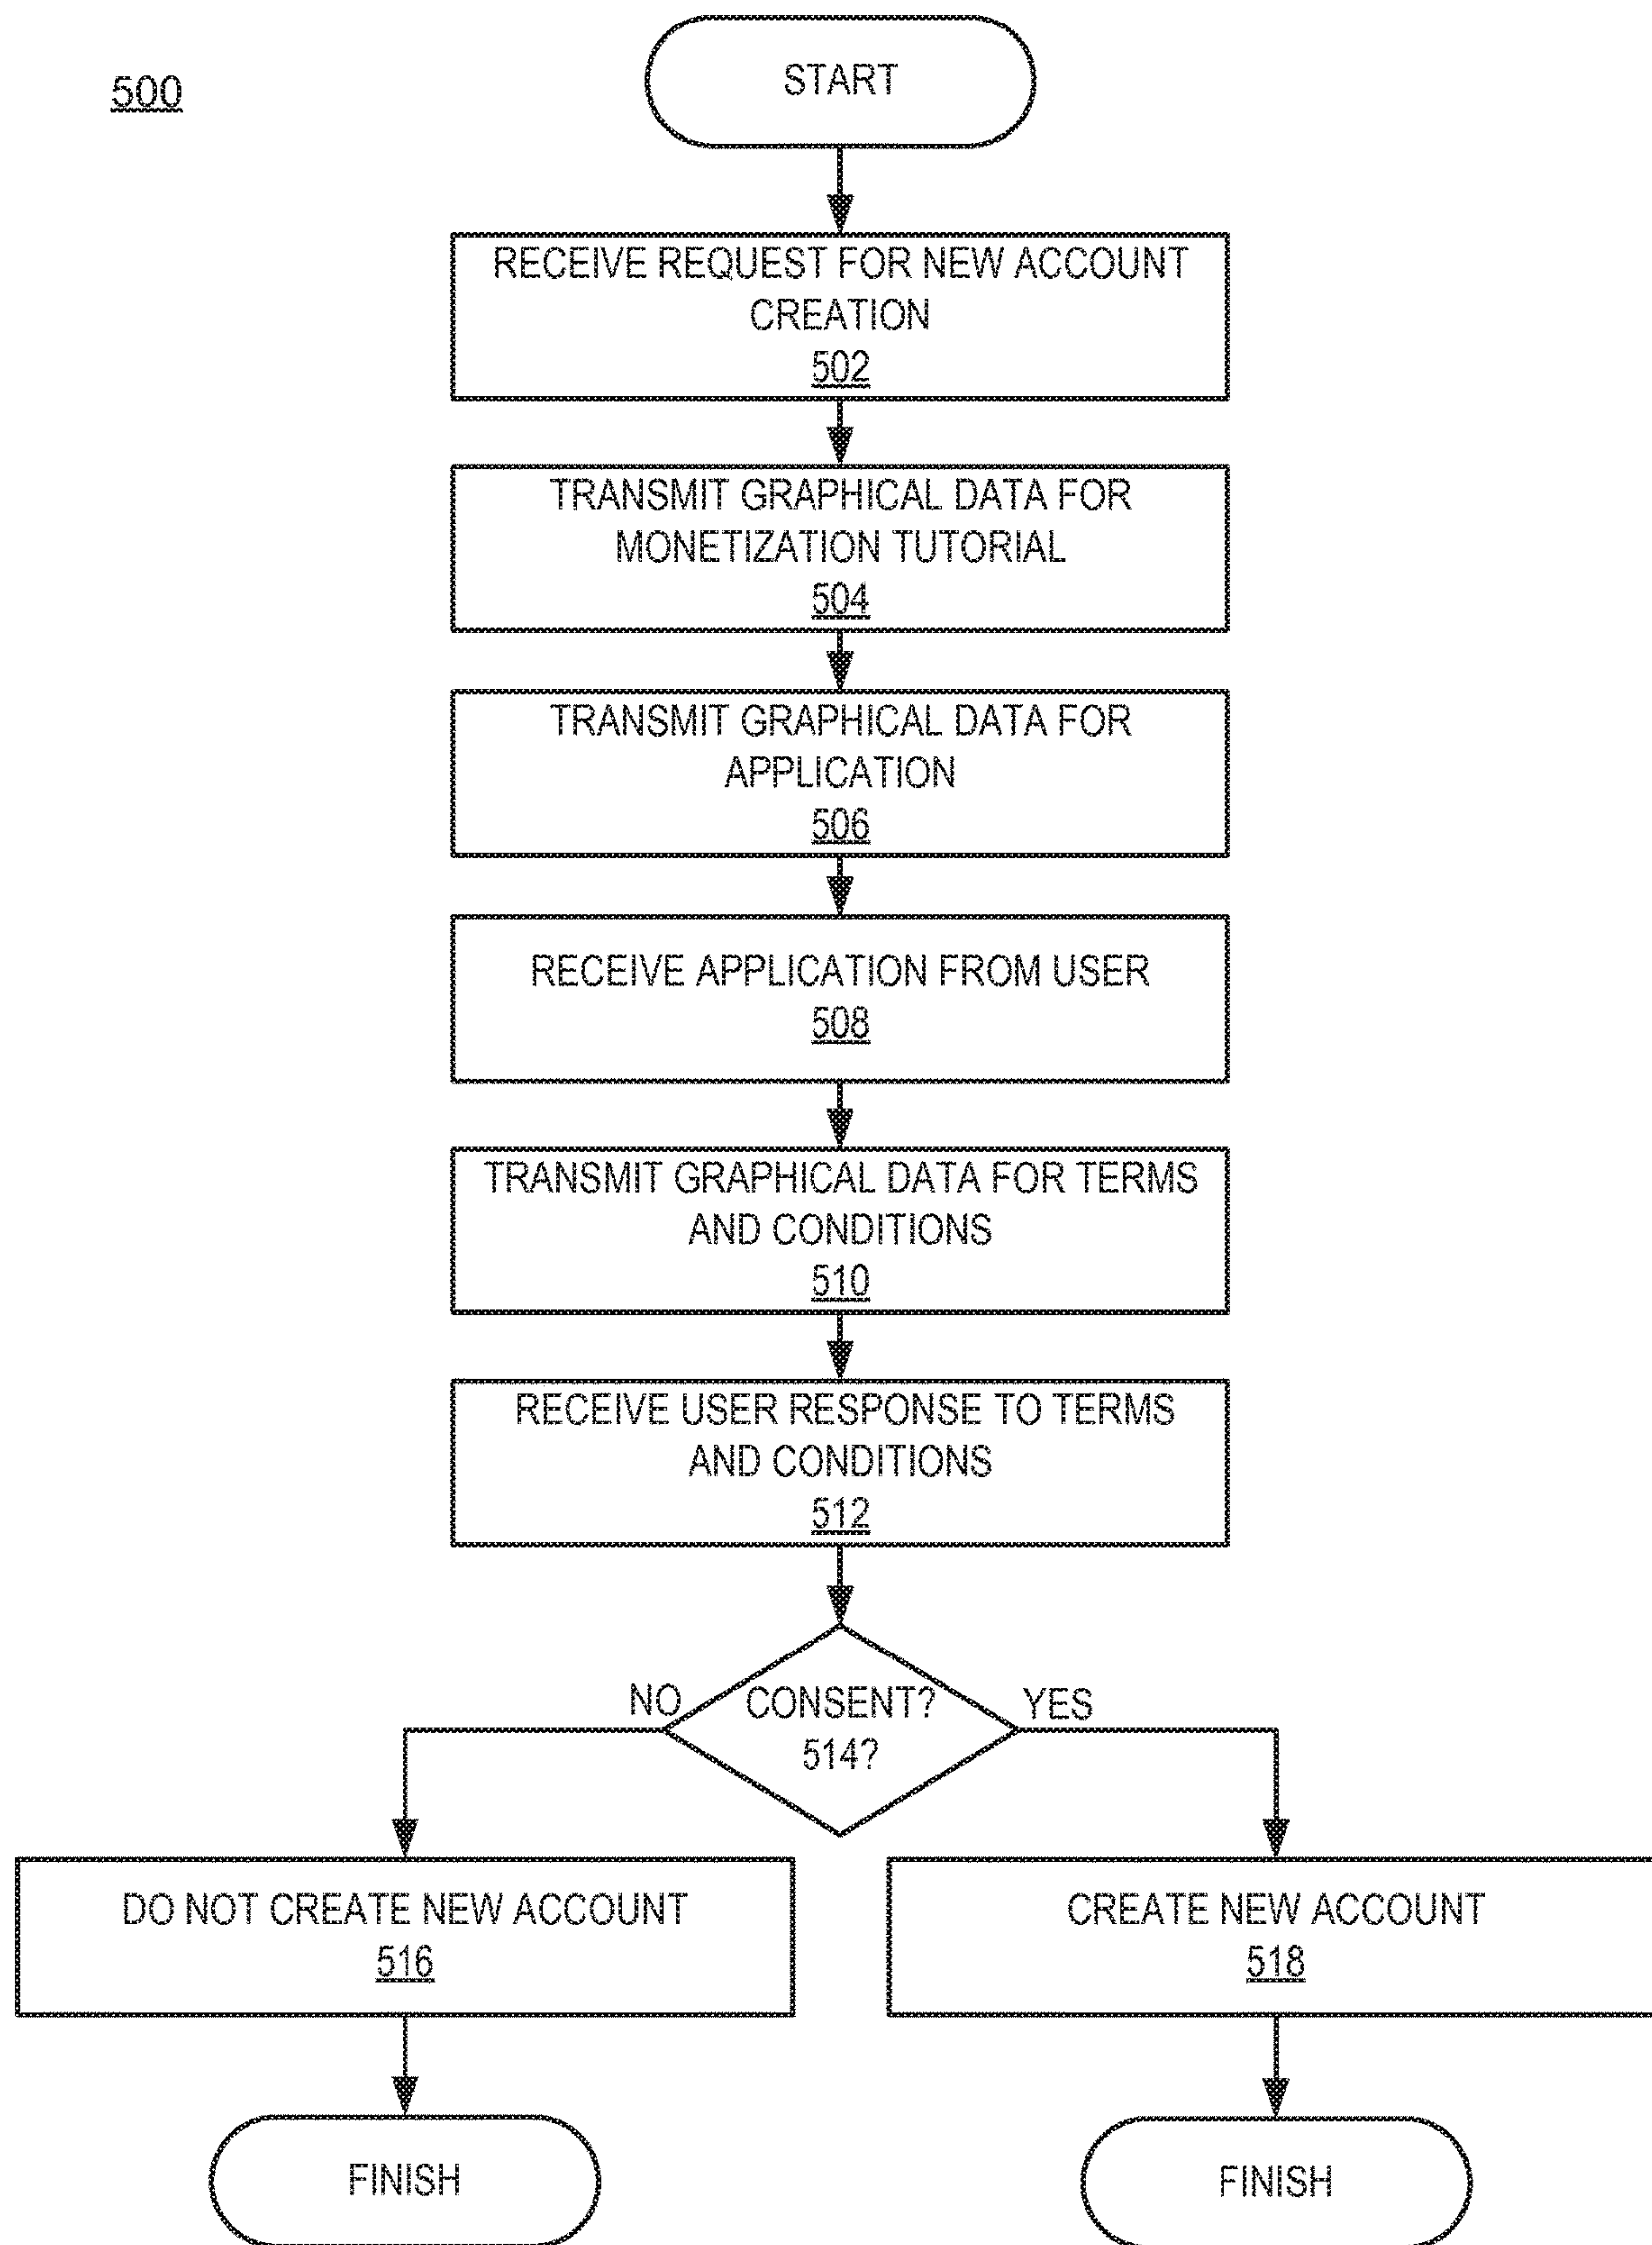 500
START
RECEIVE REQUEST FOR NEW ACCOUNT
CREATION
502
TRANSMIT GRAPHICAL DATA FOR
MONETIZATION TUTORIAL
504
TRANSMIT GRAPHICAL DATA FOR
APPLICATION
506
RECEIVE APPLICATION FROM USER
508
TRANSMIT GRAPHICAL DATA FOR TERMS
AND CONDITIONS
510
RECEIVE USER RESPONSE TO TERMS
AND CONDITIONS
512
NO
CONSENT?
514?
YES
DO NOT CREATE NEW ACCOUNT
516
CREATE NEW ACCOUNT
518
FINISH
FINISH